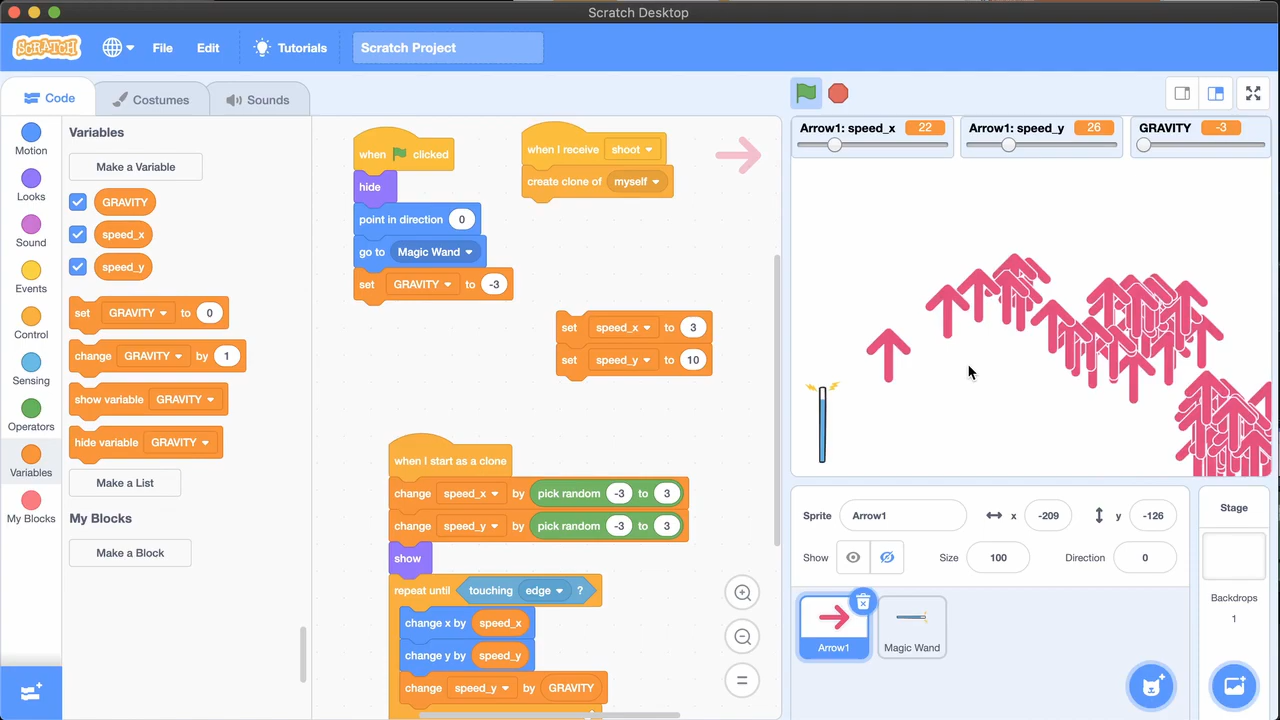 Scratch Desktop
SCRATCH
File
Edit
Tutorials
Scratch Project
Code
Costumes
Sounds
Motion
Looks
Sound
Events
Control
Sensing
Operators
Variables
My Blocks
Variables
Make a Variable
GRAVITY
speed_x
speed_y
set GRAVITY to 0
change GRAVITY by 1
show variable GRAVITY
hide variable GRAVITY
Make a List
My Blocks
Make a Block
when clicked
hide
point in direction 0
go to Magic Wand
set GRAVITY to -3
when I receive shoot
create clone of myself
set speed_x to 3
set speed_y to 10
when I start as a clone
change speed_x by pick random -3 to 3
change speed_y by pick random -3 to 3
show
repeat until touching edge ?
change x by speed_x
change y by speed_y
change speed_y by GRAVITY
Arrow1: speed_x 22
Arrow1: speed_y 26
GRAVITY -3
Sprite Arrow1 x -209 y -126
Show Size 100 Direction 0
Arrow1
Magic Wand
Stage
Backdrops
1